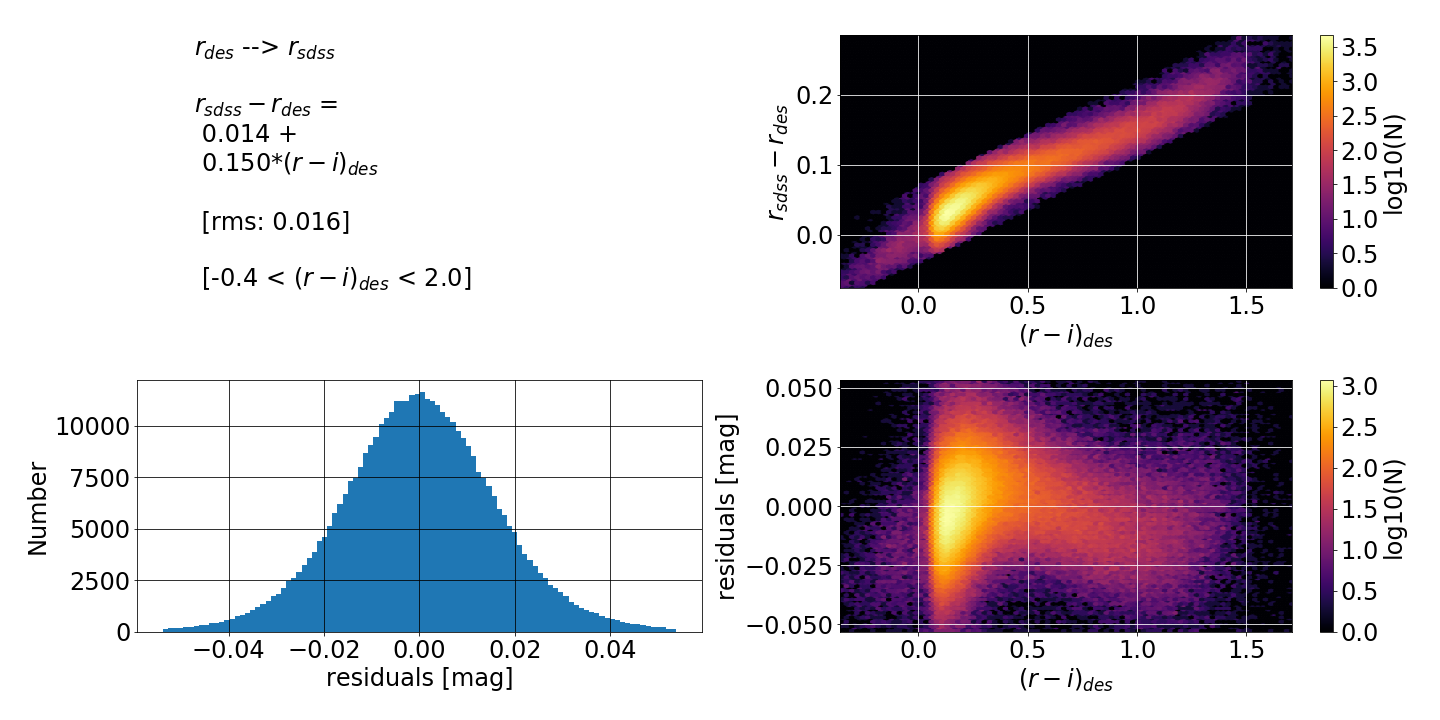 r_des --> r_sdss
r_sdss − r_des =
0.014 +
0.150*(r − i)_des
[rms: 0.016]
[-0.4 < (r − i)_des < 2.0]
r_sdss − r_des
0.2
0.1
0.0
0.0 0.5 1.0 1.5
(r − i)_des
3.5
3.0
2.5
2.0
1.5
1.0
0.5
0.0
log10(N)
Number
10000
7500
5000
2500
0
−0.04 −0.02 0.00 0.02 0.04
residuals [mag]
residuals [mag]
0.050
0.025
0.000
−0.025
−0.050
0.0 0.5 1.0 1.5
(r − i)_des
3.0
2.5
2.0
1.5
1.0
0.5
0.0
log10(N)